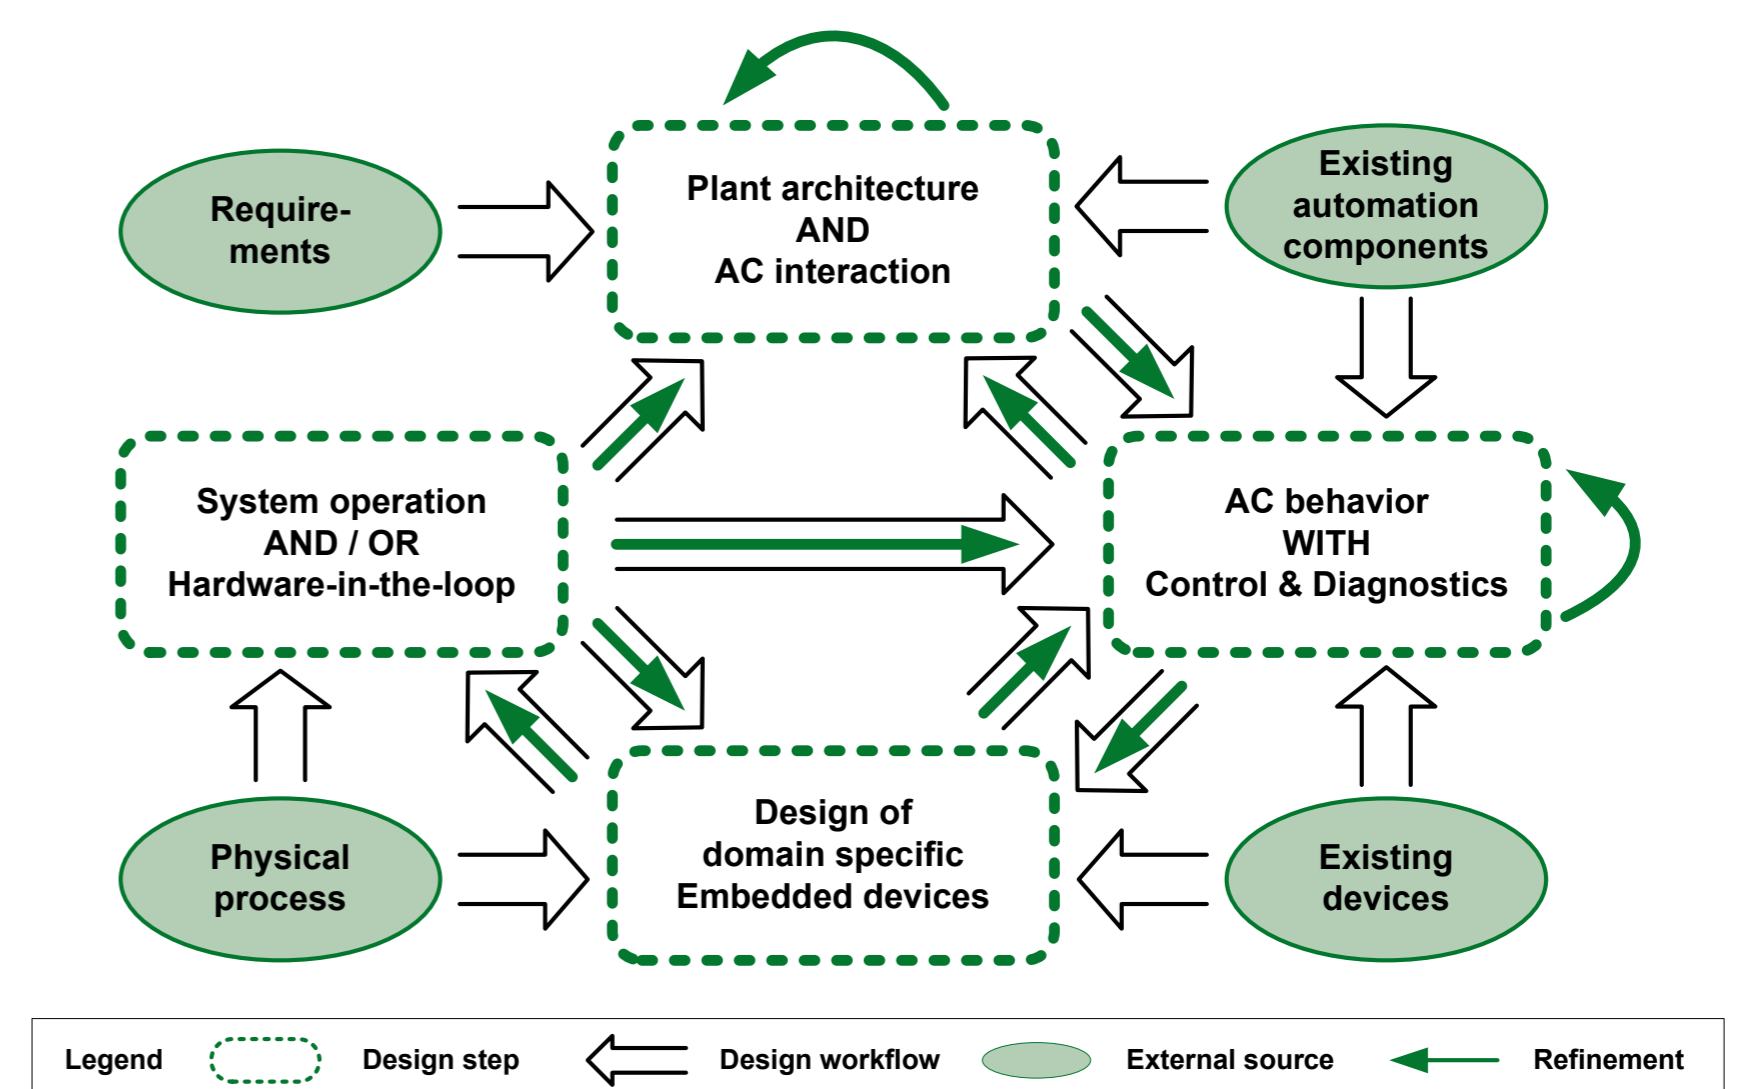 Plant architecture
AND
AC interaction
Require-
ments
Existing
automation
components
System operation
AND / OR
Hardware-in-the-loop
AC behavior
WITH
Control & Diagnostics
Physical
process
Design of
domain specific
Embedded devices
Existing
devices
Legend
Design step
Design workflow
External source
Refinement